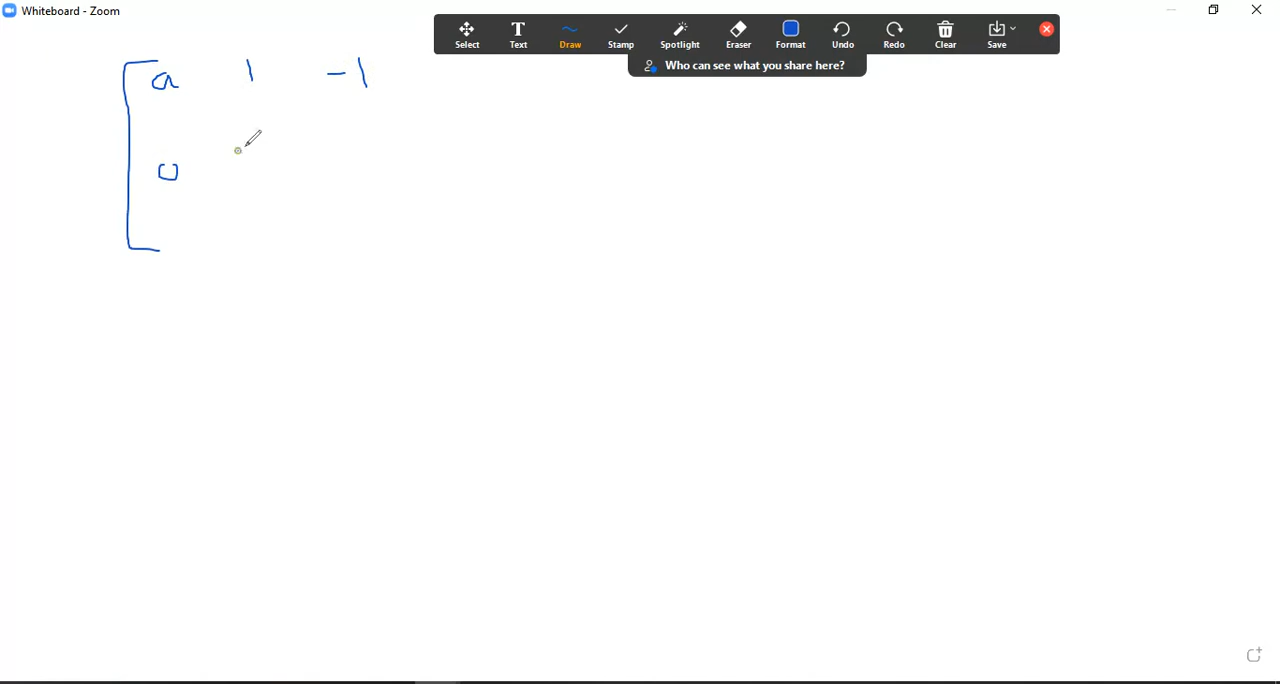 Whiteboard - Zoom
Select Text Draw Stamp Spotlight Eraser Format Undo Redo Clear Save
Who can see what you share here?
a 1 -1
0